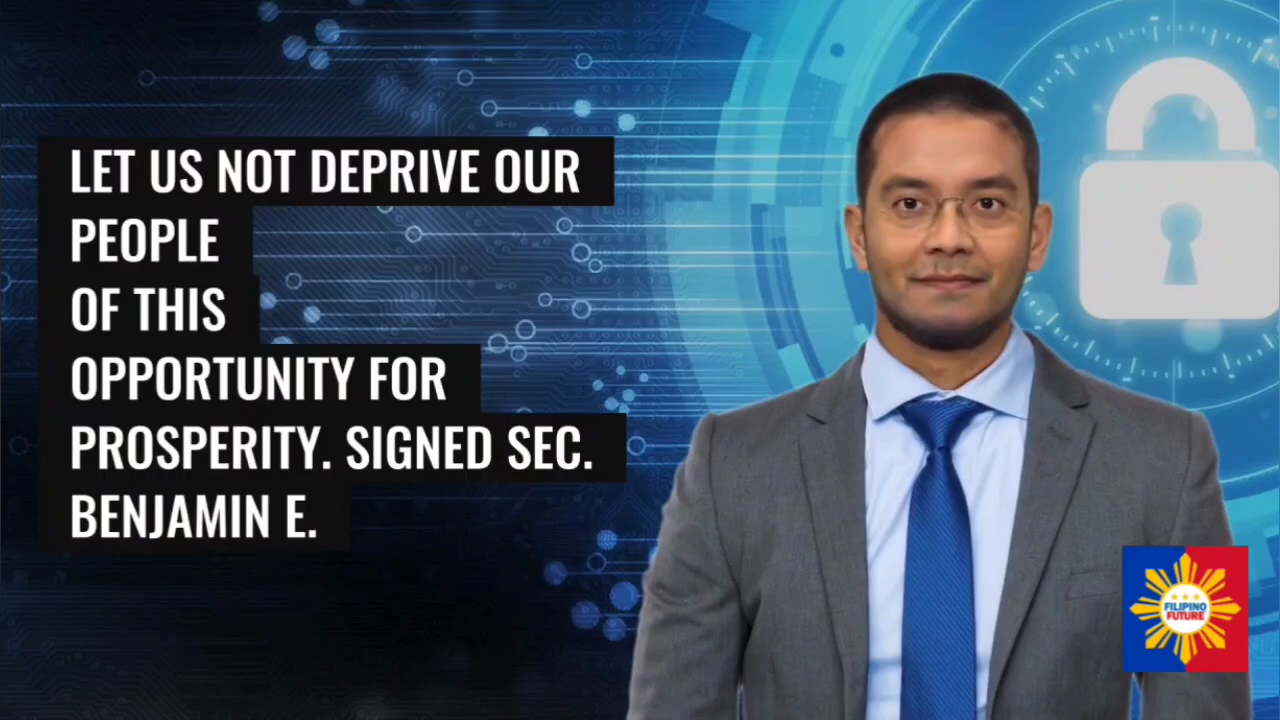 LET US NOT DEPRIVE OUR
PEOPLE
OF THIS
OPPORTUNITY FOR
PROSPERITY. SIGNED SEC.
BENJAMIN E.
FILIPINO
FUTURE